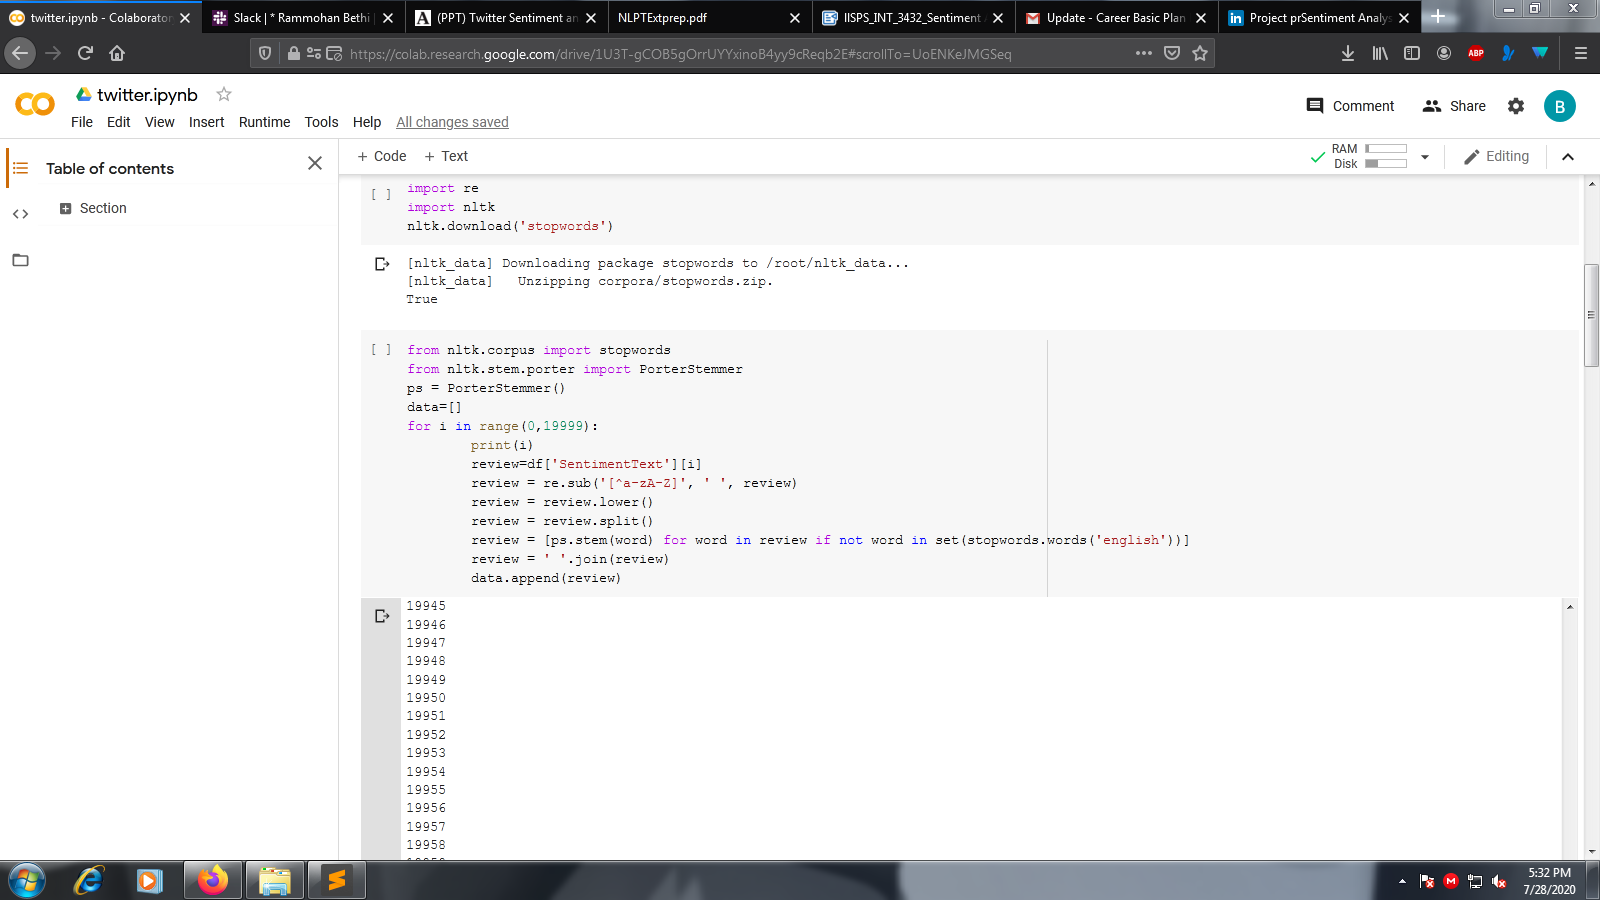 twitter.ipynb - Colaborator
Slack | * Rammohan Bethi |
(PPT) Twitter Sentiment an
NLPTExtprep.pdf
IISPS_INT_3432_Sentiment A
Update - Career Basic Plan
Project prSentiment Analys
https://colab.research.google.com/drive/1U3T-gCOB5gOrrUYYxinoB4yy9cReqb2E#scrollTo=UoENKeJMGSeq
ABP
twitter.ipynb
Comment
Share
B
File Edit View Insert Runtime Tools Help All changes saved
Table of contents
+ Code + Text
RAM
Disk
Editing
Section
[ ] import re
import nltk
nltk.download('stopwords')
[nltk_data] Downloading package stopwords to /root/nltk_data...
[nltk_data]   Unzipping corpora/stopwords.zip.
True
[ ] from nltk.corpus import stopwords
from nltk.stem.porter import PorterStemmer
ps = PorterStemmer()
data=[]
for i in range(0,19999):
        print(i)
        review=df['SentimentText'][i]
        review = re.sub('[^a-zA-Z]', ' ', review)
        review = review.lower()
        review = review.split()
        review = [ps.stem(word) for word in review if not word in set(stopwords.words('english'))]
        review = ' '.join(review)
        data.append(review)
19945
19946
19947
19948
19949
19950
19951
19952
19953
19954
19955
19956
19957
19958
5:32 PM
7/28/2020